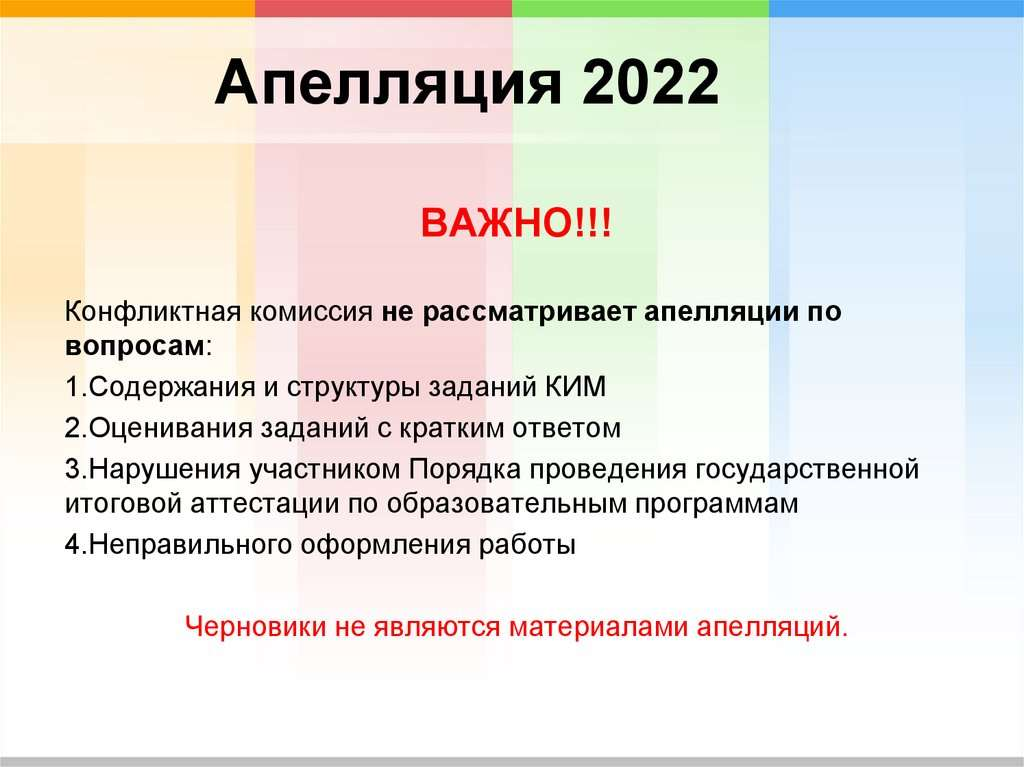 Апелляция 2022
ВАЖНО!!!
Конфликтная комиссия не рассматривает апелляции по
вопросам:
1.Содержания и структуры заданий КИМ
2.Оценивания заданий с кратким ответом
3.Нарушения участником Порядка проведения государственной
итоговой аттестации по образовательным программам
4.Неправильного оформления работы
Черновики не являются материалами апелляций.